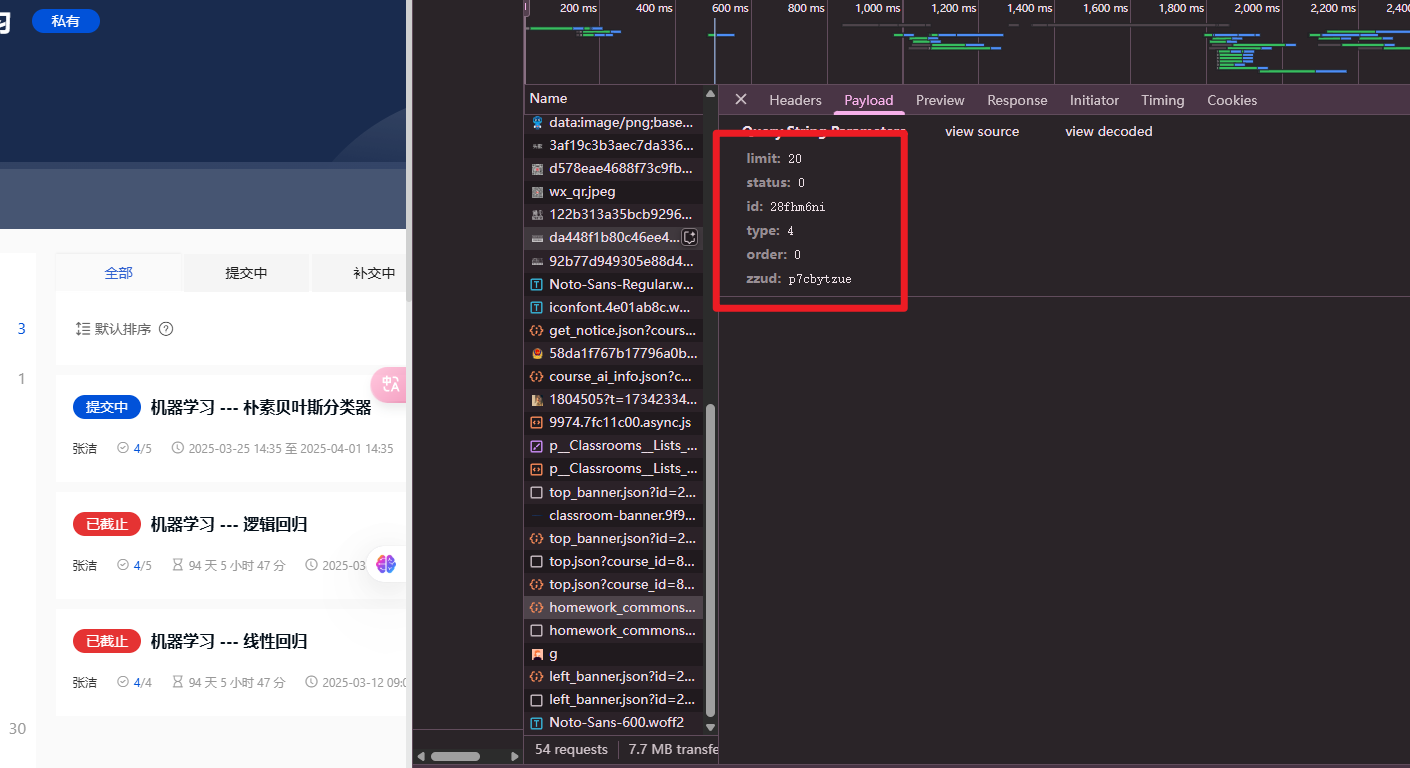 私有
全部
提交中
补交中
3
1
30
默认排序
提交中 机器学习 --- 朴素贝叶斯分类器
张洁 4/5 2025-03-25 14:35 至 2025-04-01 14:35
已截止 机器学习 --- 逻辑回归
张洁 4/5 94 天 5 小时 47 分 2025-03
已截止 机器学习 --- 线性回归
张洁 4/4 94 天 5 小时 47 分 2025-03-12 09:0
中A
200 ms 400 ms 600 ms 800 ms 1,000 ms 1,200 ms 1,400 ms 1,600 ms 1,800 ms 2,000 ms 2,200 ms 2,400
Name
data:image/png;base...
3af19c3b3aec7da336...
d578eae4688f73c9fb...
wx_qr.jpeg
122b313a35bcb9296...
da448f1b80c46ee4...
92b77d949305e88d4...
Noto-Sans-Regular.w...
iconfont.4e01ab8c.w...
get_notice.json?cours...
58da1f767b17796a0b...
course_ai_info.json?c...
1804505?t=17342334...
9974.7fc11c00.async.js
p__Classrooms__Lists_...
p__Classrooms__Lists_...
top_banner.json?id=2...
classroom-banner.9f9...
top_banner.json?id=2...
top.json?course_id=8...
top.json?course_id=8...
homework_commons...
homework_commons...
g
left_banner.json?id=2...
left_banner.json?id=2...
Noto-Sans-600.woff2
54 requests 7.7 MB transfe
Headers Payload Preview Response Initiator Timing Cookies
Query String Parameters view source view decoded
limit: 20
status: 0
id: 28fhm6ni
type: 4
order: 0
zzud: p7cbytzue